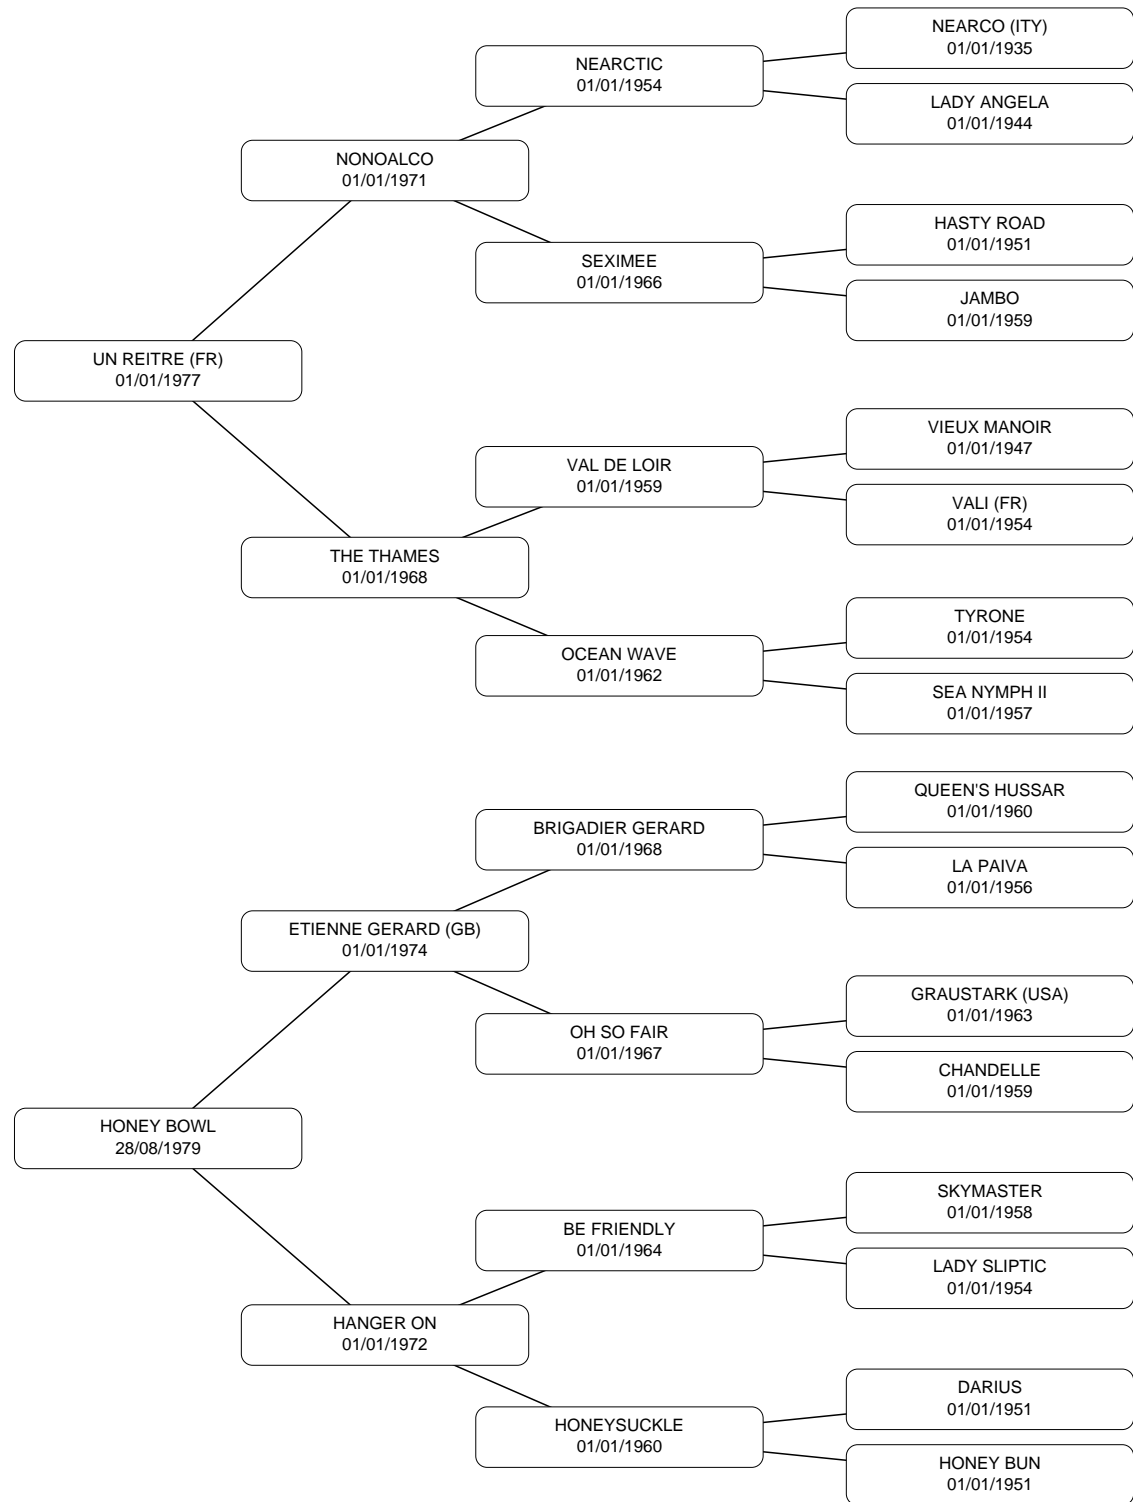 NEARCO (ITY)
01/01/1935
NEARCTIC
01/01/1954
LADY ANGELA
01/01/1944
NONOALCO
01/01/1971
HASTY ROAD
01/01/1951
SEXIMEE
01/01/1966
JAMBO
01/01/1959
UN REITRE (FR)
01/01/1977
VIEUX MANOIR
01/01/1947
VAL DE LOIR
01/01/1959
VALI (FR)
01/01/1954
THE THAMES
01/01/1968
TYRONE
01/01/1954
OCEAN WAVE
01/01/1962
SEA NYMPH II
01/01/1957
QUEEN'S HUSSAR
01/01/1960
BRIGADIER GERARD
01/01/1968
LA PAIVA
01/01/1956
ETIENNE GERARD (GB)
01/01/1974
GRAUSTARK (USA)
01/01/1963
OH SO FAIR
01/01/1967
CHANDELLE
01/01/1959
HONEY BOWL
28/08/1979
SKYMASTER
01/01/1958
BE FRIENDLY
01/01/1964
LADY SLIPTIC
01/01/1954
HANGER ON
01/01/1972
DARIUS
01/01/1951
HONEYSUCKLE
01/01/1960
HONEY BUN
01/01/1951